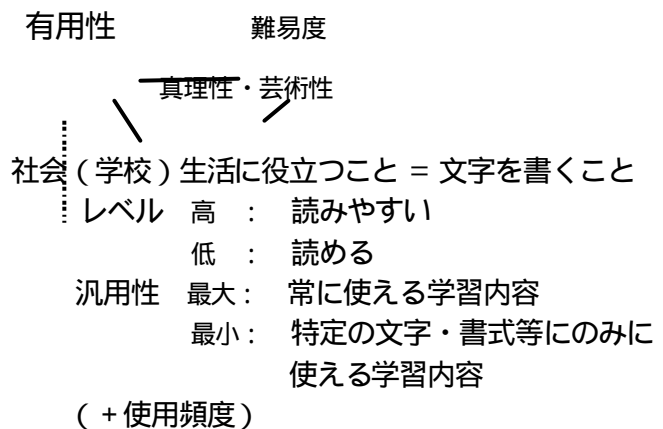 有用性 難易度
真理性・芸術性
社会（学校）生活に役立つこと = 文字を書くこと
レベル 高 : 読みやすい
低 : 読める
汎用性 最大 : 常に使える学習内容
最小 : 特定の文字・書式等にのみに
使える学習内容
（+使用頻度）